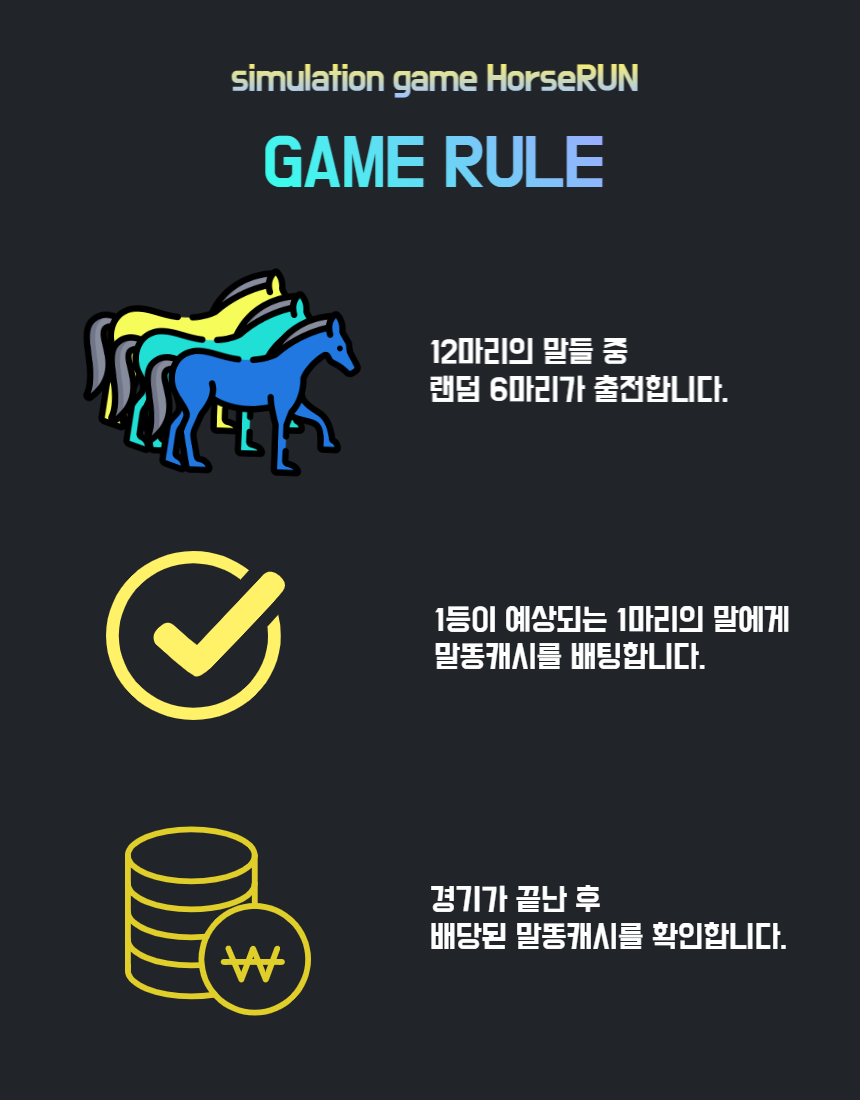 simulation game HorseRUN
GAME RULE
12마리의 말들 중
랜덤 6마리가 출전합니다.
1등이 예상되는 1마리의 말에게
말똥캐시를 배팅합니다.
경기가 끝난 후
배당된 말똥캐시를 확인합니다.
₩